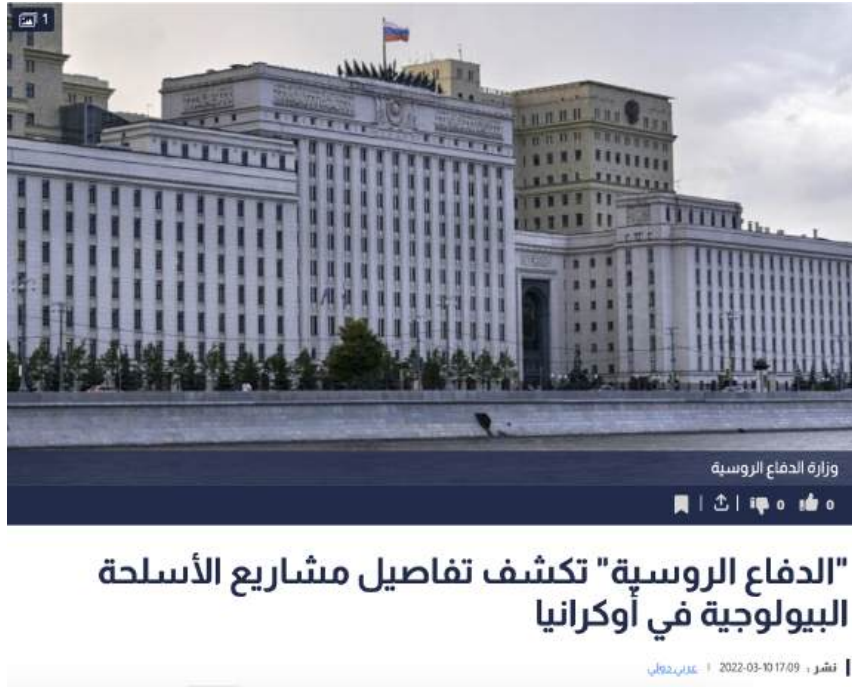 1
وزارة الدفاع الروسية
0 0
"الدفاع الروسية" تكشف تفاصيل مشاريع الأسلحة
البيولوجية في أوكرانيا
نشر : 17:09 2022-03-10 | عربي دولي